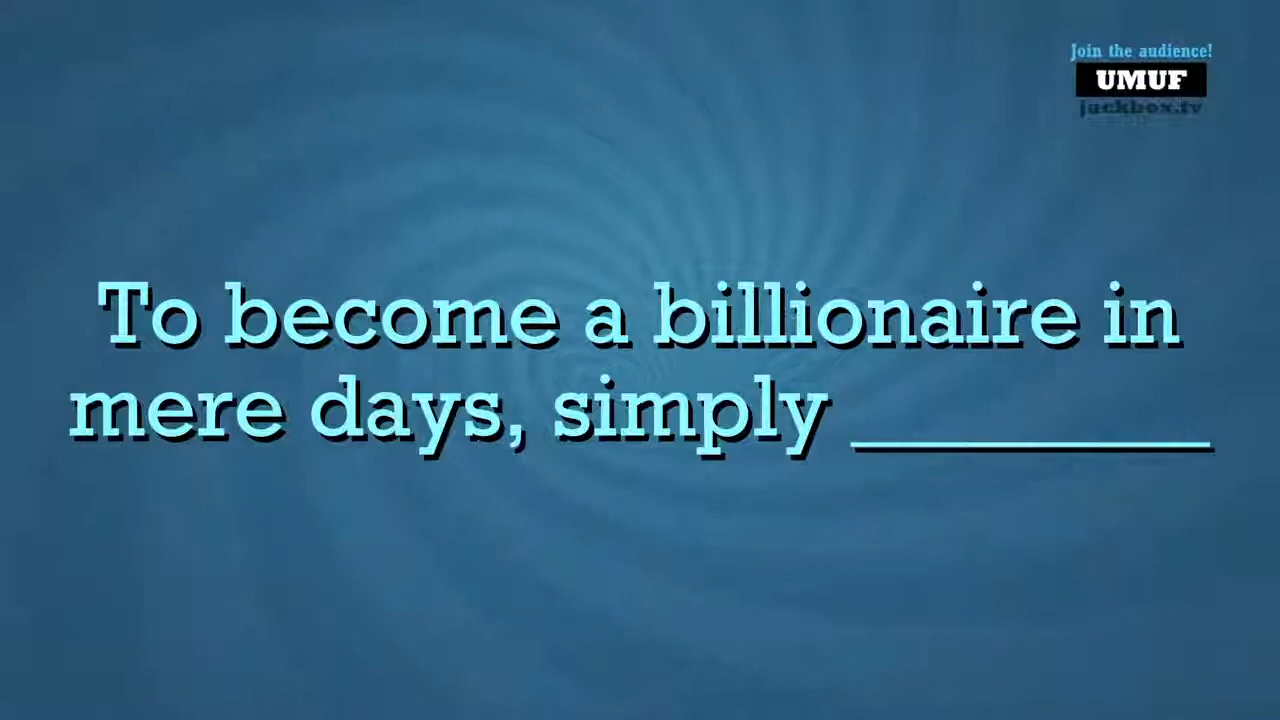 Join the audience!
UMUF
jackbox.tv
To become a billionaire in
mere days, simply ________